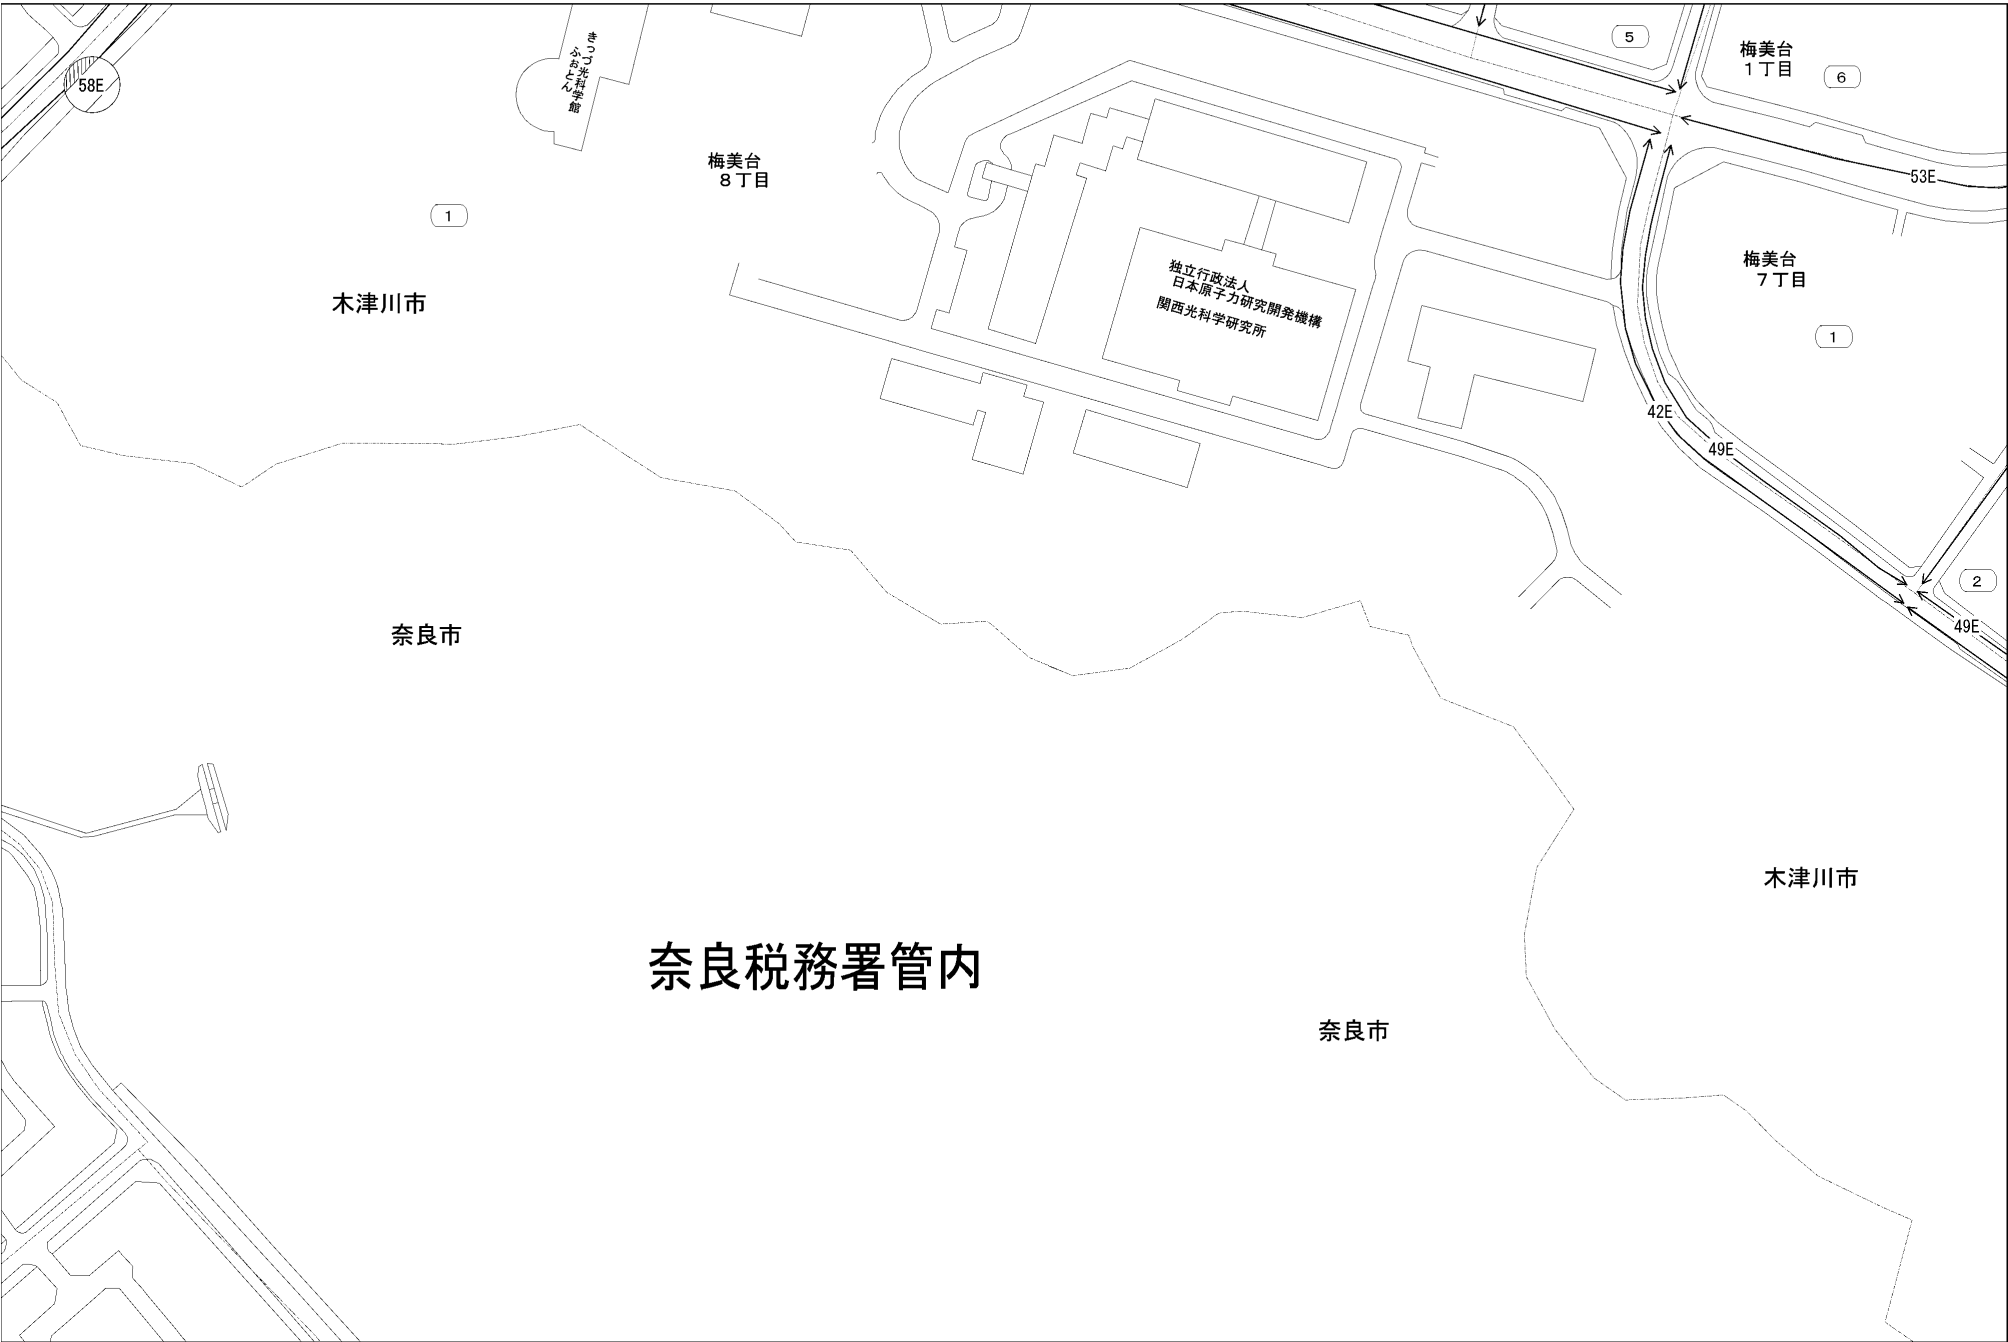 5
梅美台
1丁目
6
58E
きっづ光科学館
ふぉとん
梅美台
8丁目
53E
1
木津川市
独立行政法人
日本原子力研究開発機構
関西光科学研究所
梅美台
7丁目
1
42E
49E
2
49E
奈良市
木津川市
奈良税務署管内
奈良市